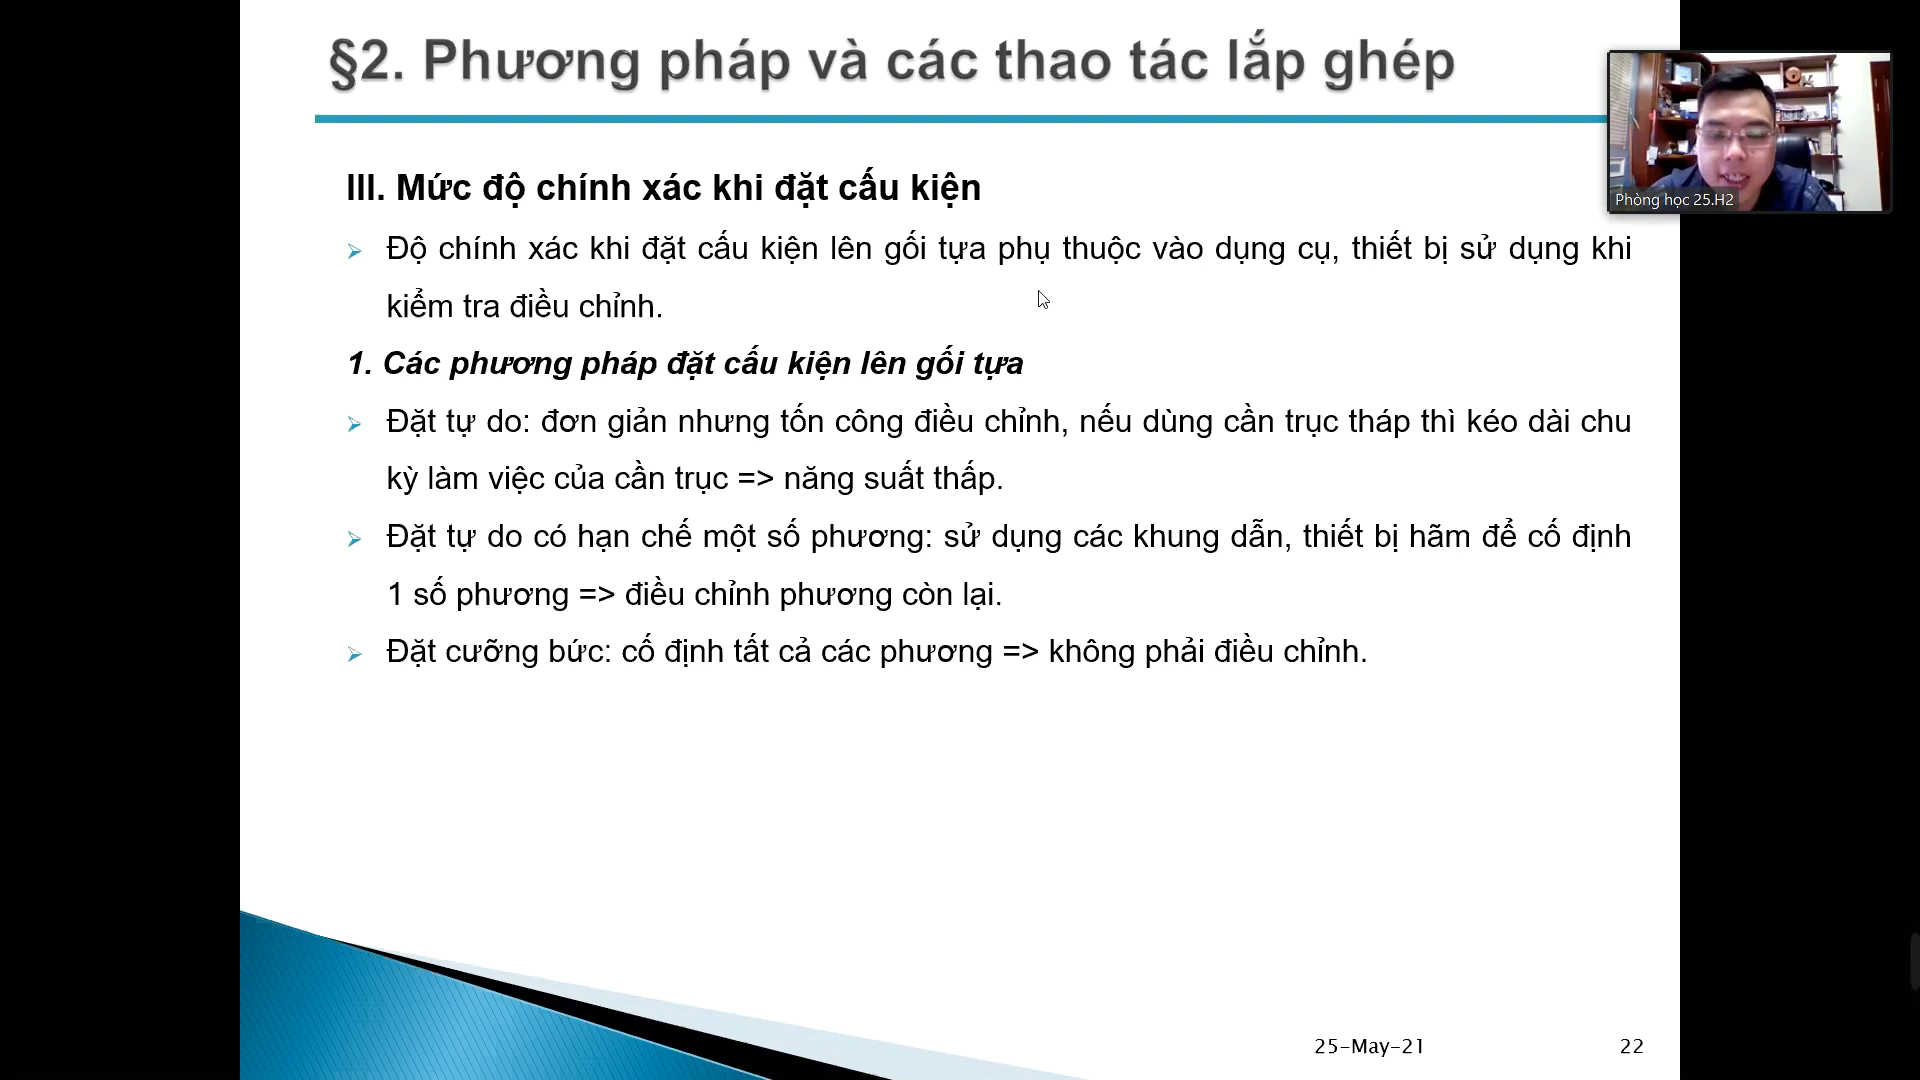 §2. Phương pháp và các thao tác lắp ghép
Phòng học 25.H2
III. Mức độ chính xác khi đặt cấu kiện
Độ chính xác khi đặt cấu kiện lên gối tựa phụ thuộc vào dụng cụ, thiết bị sử dụng khi
kiểm tra điều chỉnh.
1. Các phương pháp đặt cấu kiện lên gối tựa
Đặt tự do: đơn giản nhưng tốn công điều chỉnh, nếu dùng cần trục tháp thì kéo dài chu
kỳ làm việc của cần trục => năng suất thấp.
Đặt tự do có hạn chế một số phương: sử dụng các khung dẫn, thiết bị hãm để cố định
1 số phương => điều chỉnh phương còn lại.
Đặt cưỡng bức: cố định tất cả các phương => không phải điều chỉnh.
25-May-21
22